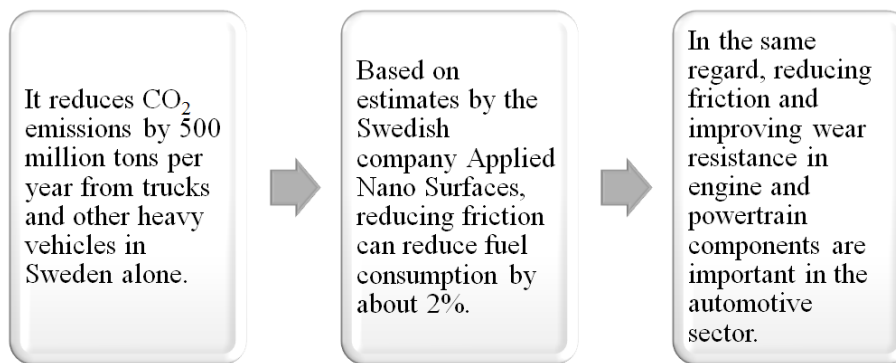 It reduces CO₂
emissions by 500
million tons per
year from trucks
and other heavy
vehicles in
Sweden alone.
Based on
estimates by the
Swedish
company Applied
Nano Surfaces,
reducing friction
can reduce fuel
consumption by
about 2%.
In the same
regard, reducing
friction and
improving wear
resistance in
engine and
powertrain
components are
important in the
automotive
sector.